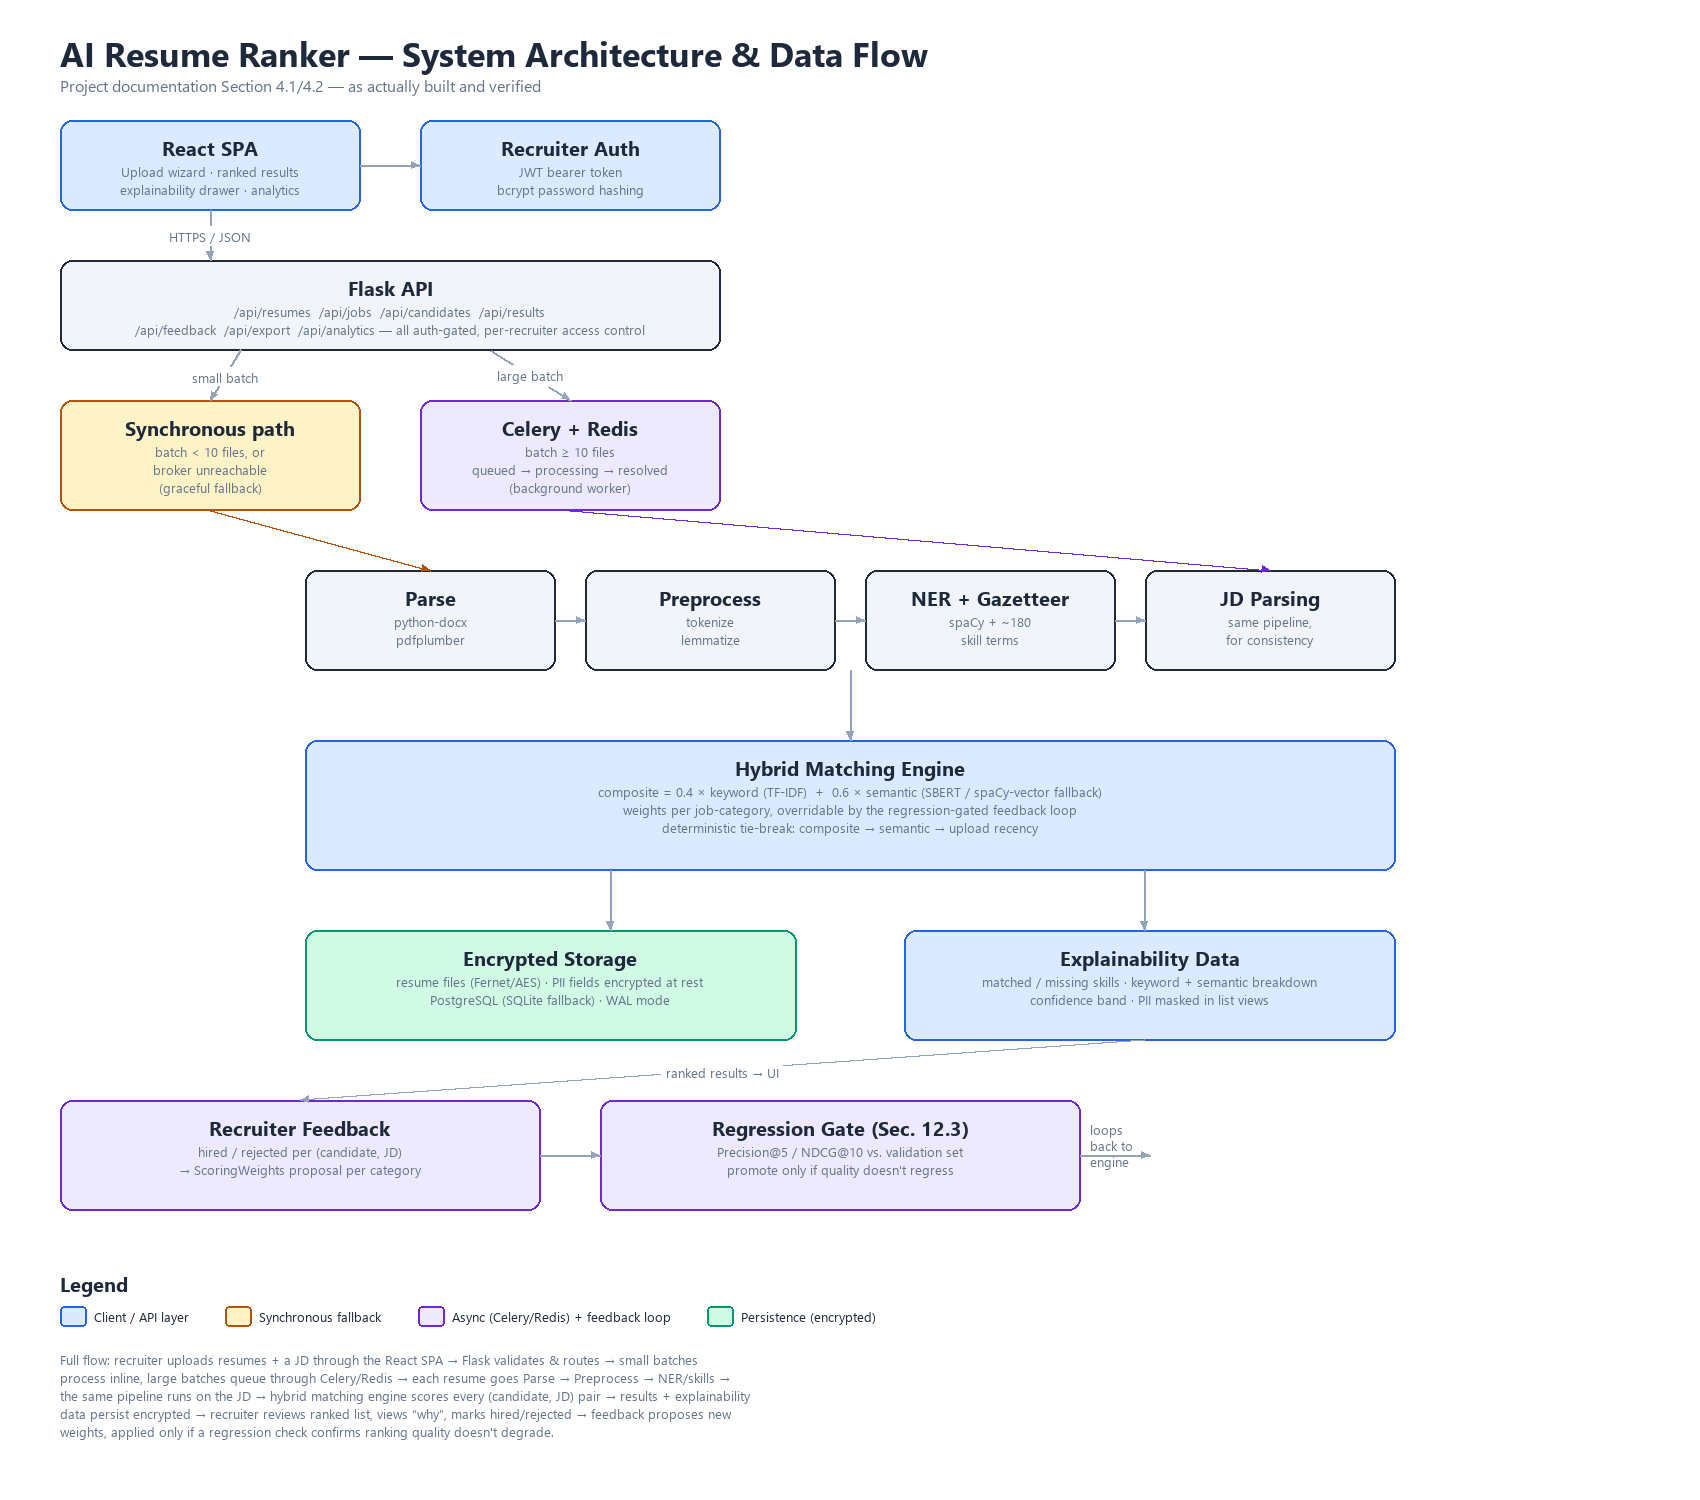 AI Resume Ranker — System Architecture & Data Flow
Project documentation Section 4.1/4.2 — as actually built and verified
React SPA
Upload wizard · ranked results
explainability drawer · analytics
Recruiter Auth
JWT bearer token
bcrypt password hashing
HTTPS / JSON
Flask API
/api/resumes /api/jobs /api/candidates /api/results
/api/feedback /api/export /api/analytics — all auth-gated, per-recruiter access control
small batch
large batch
Synchronous path
batch < 10 files, or
broker unreachable
(graceful fallback)
Celery + Redis
batch ≥ 10 files
queued → processing → resolved
(background worker)
Parse
python-docx
pdfplumber
Preprocess
tokenize
lemmatize
NER + Gazetteer
spaCy + ~180
skill terms
JD Parsing
same pipeline,
for consistency
Hybrid Matching Engine
composite = 0.4 × keyword (TF-IDF) + 0.6 × semantic (SBERT / spaCy-vector fallback)
weights per job-category, overridable by the regression-gated feedback loop
deterministic tie-break: composite → semantic → upload recency
Encrypted Storage
resume files (Fernet/AES) · PII fields encrypted at rest
PostgreSQL (SQLite fallback) · WAL mode
Explainability Data
matched / missing skills · keyword + semantic breakdown
confidence band · PII masked in list views
ranked results → UI
Recruiter Feedback
hired / rejected per (candidate, JD)
→ ScoringWeights proposal per category
Regression Gate (Sec. 12.3)
Precision@5 / NDCG@10 vs. validation set
promote only if quality doesn't regress
loops
back to
engine
Legend
Client / API layer
Synchronous fallback
Async (Celery/Redis) + feedback loop
Persistence (encrypted)
Full flow: recruiter uploads resumes + a JD through the React SPA → Flask validates & routes → small batches
process inline, large batches queue through Celery/Redis → each resume goes Parse → Preprocess → NER/skills →
the same pipeline runs on the JD → hybrid matching engine scores every (candidate, JD) pair → results + explainability
data persist encrypted → recruiter reviews ranked list, views “why”, marks hired/rejected → feedback proposes new
weights, applied only if a regression check confirms ranking quality doesn't degrade.